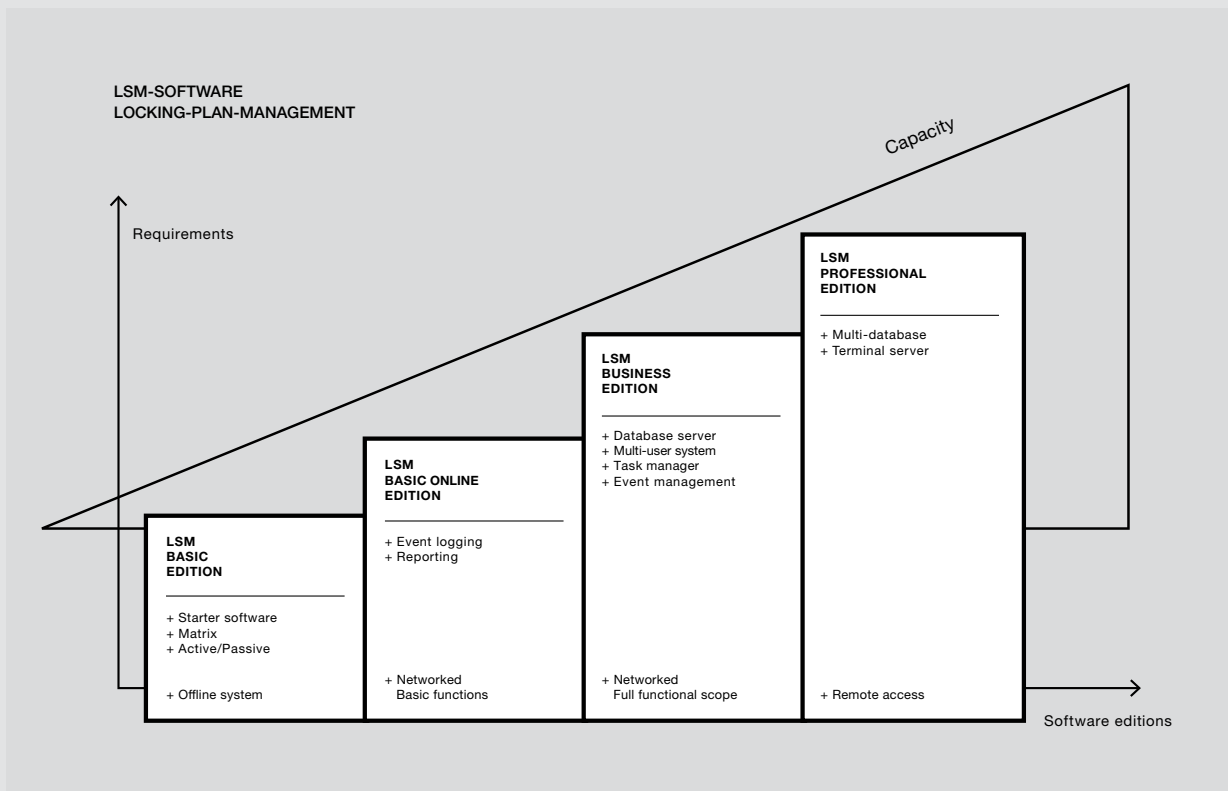 LSM-SOFTWARE
LOCKING-PLAN-MANAGEMENT
Capacity
Requirements
LSM
PROFESSIONAL
EDITION
+ Multi-database
+ Terminal server
+ Remote access
LSM
BUSINESS
EDITION
+ Database server
+ Multi-user system
+ Task manager
+ Event management
+ Networked
Full functional scope
LSM
BASIC ONLINE
EDITION
+ Event logging
+ Reporting
+ Networked
Basic functions
LSM
BASIC
EDITION
+ Starter software
+ Matrix
+ Active/Passive
+ Offline system
Software editions